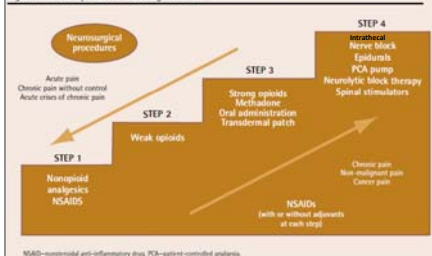 Neurosurgical
procedures
Acute pain
Chronic pain without control
Acute crises of chronic pain
STEP 1
Nonopioid
analgesics
NSAIDS
STEP 2
Weak opioids
STEP 3
Strong opioids
Methadone
Oral administration
Transdermal patch
STEP 4
Intrathecal
Nerve block
Epidurals
PCA pump
Neurolytic block therapy
Spinal stimulators
Chronic pain
Non-malignant pain
Cancer pain
NSAIDs
(with or without adjuvants
at each step)
NSAID—nonsteroidal anti-inflammatory drug, PCA—patient-controlled analgesia.